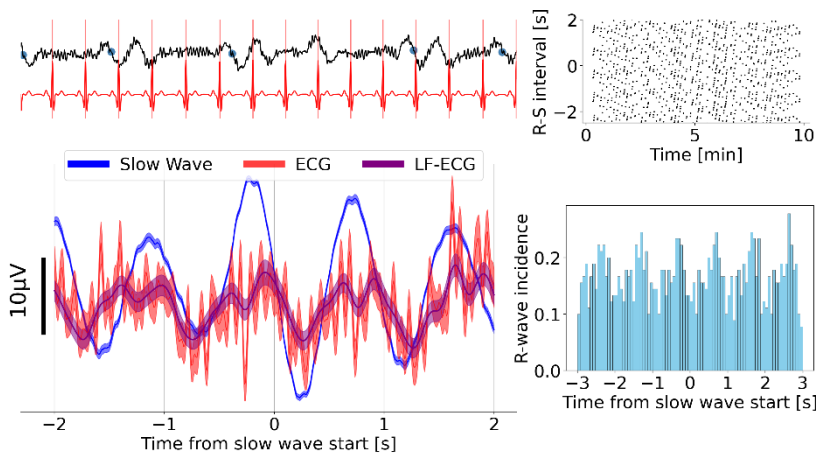 R-S interval [s]
2
0
−2
0
5
10
Time [min]
Slow Wave
ECG
LF-ECG
10μV
−2
−1
0
1
2
Time from slow wave start [s]
R-wave incidence
0.2
0.1
0.0
−3
−2
−1
0
1
2
3
Time from slow wave start [s]